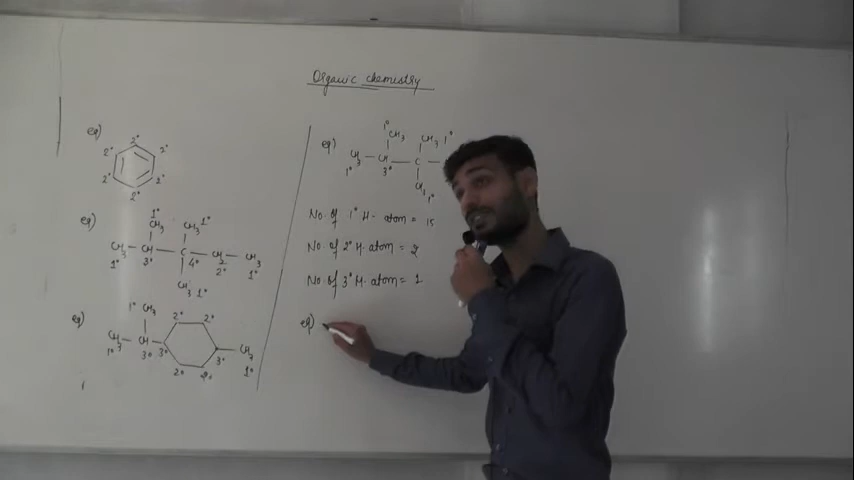 Organic chemistry
eg)
2°
2° 2°
2° 2°
2°
eg)
1°
CH3 CH3 1°
CH3 — CH — C — CH2 — CH3
1° 3° 4° 2° 1°
CH3 1°
eg)
1° CH3 2° 2°
CH3 — CH 3° 3° — CH3
1° 3° 2° 2° 1°
eg)
1°
CH3 CH3 1°
CH3 — CH — C —
1° 3°
CH3
1°
No. of 1° H- atom = 15
No. of 2° H- atom = 2
No. of 3° H- atom = 1
eg)